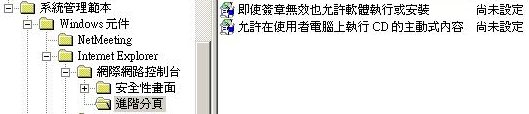 系統管理範本
Windows 元件
NetMeeting
Internet Explorer
網際網路控制台
安全性畫面
進階分頁
即使簽章無效也允許軟體執行或安裝 尚未設定
允許在使用者電腦上執行 CD 的主動式內容 尚未設定